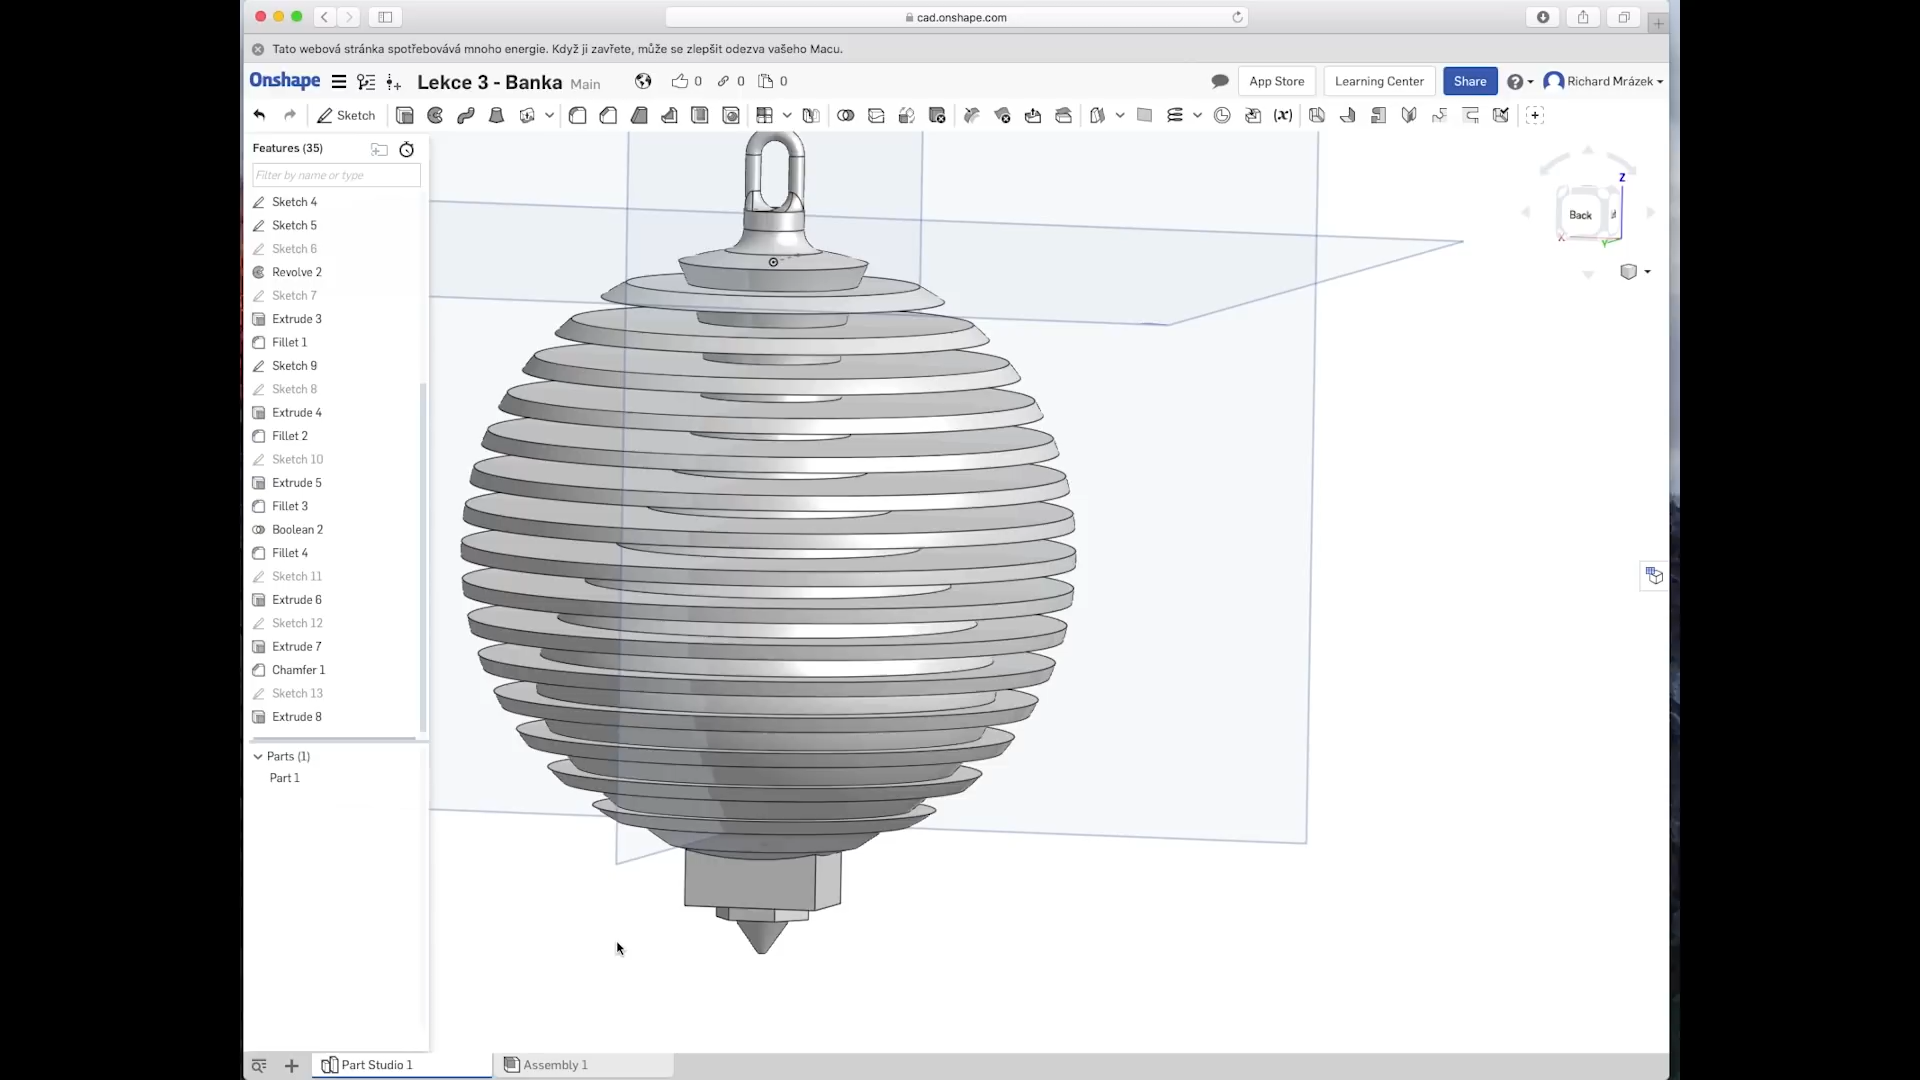 cad.onshape.com
Tato webová stránka spotřebovává mnoho energie. Když ji zavřete, může se zlepšit odezva vašeho Macu.
Onshape Lekce 3 - Banka Main 0 0 0 App Store Learning Center Share Richard Mrázek
Sketch (x)
Features (35)
Filter by name or type
Sketch 4
Sketch 5
Sketch 6
Revolve 2
Sketch 7
Extrude 3
Fillet 1
Sketch 9
Sketch 8
Extrude 4
Fillet 2
Sketch 10
Extrude 5
Fillet 3
Boolean 2
Fillet 4
Sketch 11
Extrude 6
Sketch 12
Extrude 7
Chamfer 1
Sketch 13
Extrude 8
Parts (1)
Part 1
Z
Back
X Y
Part Studio 1 Assembly 1